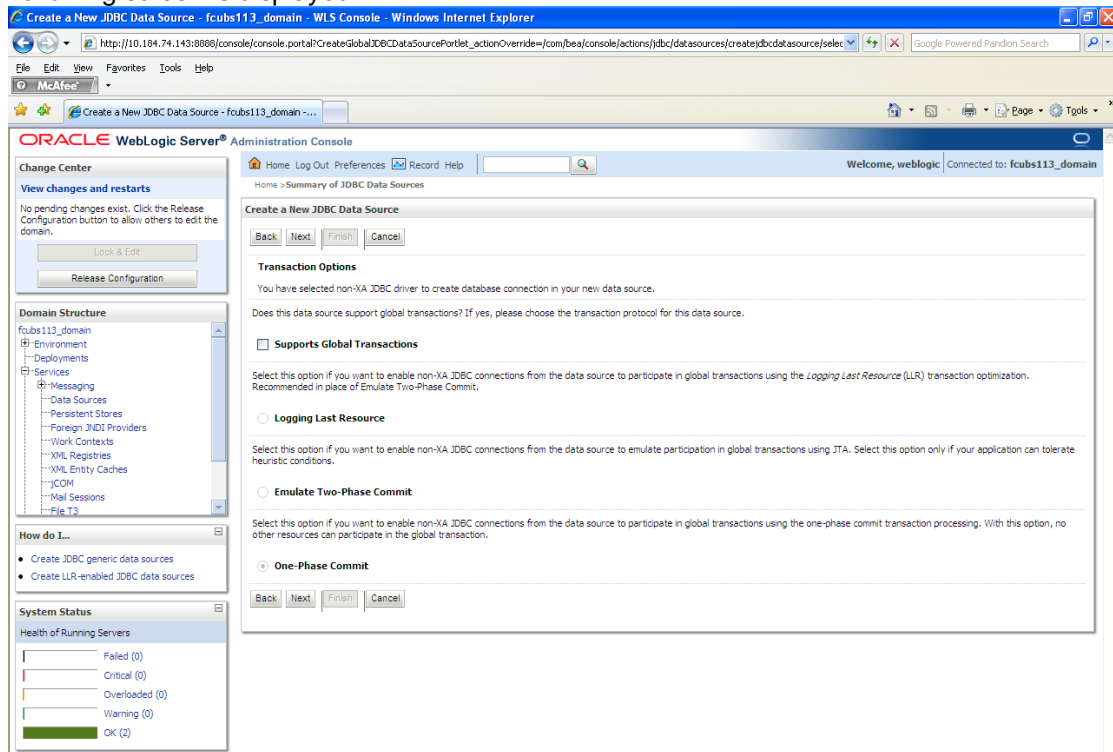 Create a New JDBC Data Source - fcubs113_domain - WLS Console - Windows Internet Explorer
http://10.184.74.143:8888/console/console.portal?CreateGlobalJDBCDataSourcePortlet_actionOverride=/com/bea/console/actions/jdbc/datasources/createjdbcdatasource/selec
Google Powered Pandion Search
File Edit View Favorites Tools Help
McAfee
Create a New JDBC Data Source - fcubs113_domain -...
Page Tools
ORACLE WebLogic Server® Administration Console
Change Center
View changes and restarts
No pending changes exist. Click the Release
Configuration button to allow others to edit the
domain.
Lock & Edit
Release Configuration
Domain Structure
fcubs113_domain
Environment
Deployments
Services
Messaging
Data Sources
Persistent Stores
Foreign JNDI Providers
Work Contexts
XML Registries
XML Entity Caches
jCOM
Mail Sessions
File T3
How do I...
Create JDBC generic data sources
Create LLR-enabled JDBC data sources
System Status
Health of Running Servers
Failed (0)
Critical (0)
Overloaded (0)
Warning (0)
OK (2)
Home Log Out Preferences Record Help
Welcome, weblogic Connected to: fcubs113_domain
Home >Summary of JDBC Data Sources
Create a New JDBC Data Source
Back Next Finish Cancel
Transaction Options
You have selected non-XA JDBC driver to create database connection in your new data source.
Does this data source support global transactions? If yes, please choose the transaction protocol for this data source.
Supports Global Transactions
Select this option if you want to enable non-XA JDBC connections from the data source to participate in global transactions using the Logging Last Resource (LLR) transaction optimization.
Recommended in place of Emulate Two-Phase Commit.
Logging Last Resource
Select this option if you want to enable non-XA JDBC connections from the data source to emulate participation in global transactions using JTA. Select this option only if your application can tolerate
heuristic conditions.
Emulate Two-Phase Commit
Select this option if you want to enable non-XA JDBC connections from the data source to participate in global transactions using the one-phase commit transaction processing. With this option, no
other resources can participate in the global transaction.
One-Phase Commit
Back Next Finish Cancel